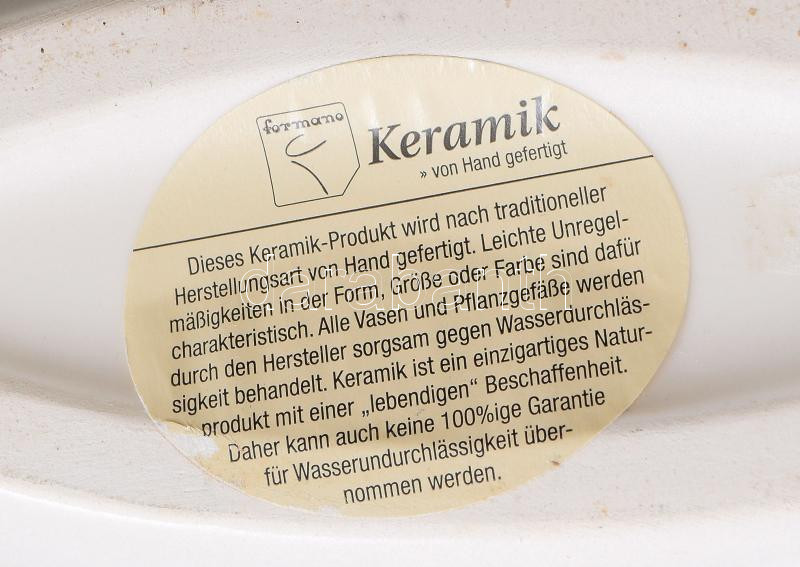 formano
Keramik
» von Hand gefertigt
Dieses Keramik-Produkt wird nach traditioneller
Herstellungsart von Hand gefertigt. Leichte Unregel-
mäßigkeiten in der Form, Größe oder Farbe sind dafür
charakteristisch. Alle Vasen und Pflanzgefäße werden
durch den Hersteller sorgsam gegen Wasserdurchläs-
sigkeit behandelt. Keramik ist ein einzigartiges Natur-
produkt mit einer „lebendigen“ Beschaffenheit.
Daher kann auch keine 100%ige Garantie
für Wasserundurchlässigkeit über-
nommen werden.
darabanth